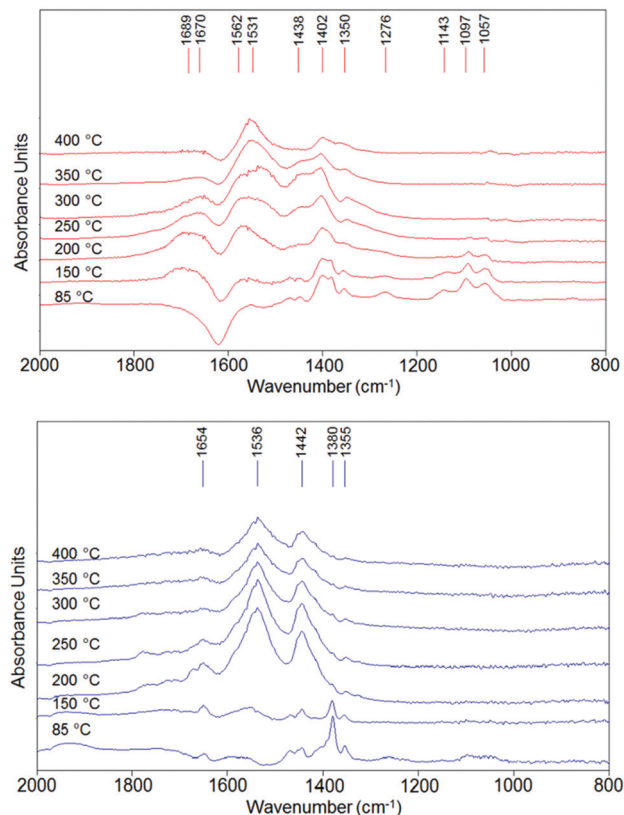 1689 1670 1562 1531 1438 1402 1350 1276 1143 1097 1057
400 °C
350 °C
300 °C
250 °C
200 °C
150 °C
85 °C
Absorbance Units
2000 1800 1600 1400 1200 1000 800
Wavenumber (cm-1)
1654 1536 1442 1380 1355
400 °C
350 °C
300 °C
250 °C
200 °C
150 °C
85 °C
Absorbance Units
2000 1800 1600 1400 1200 1000 800
Wavenumber (cm-1)